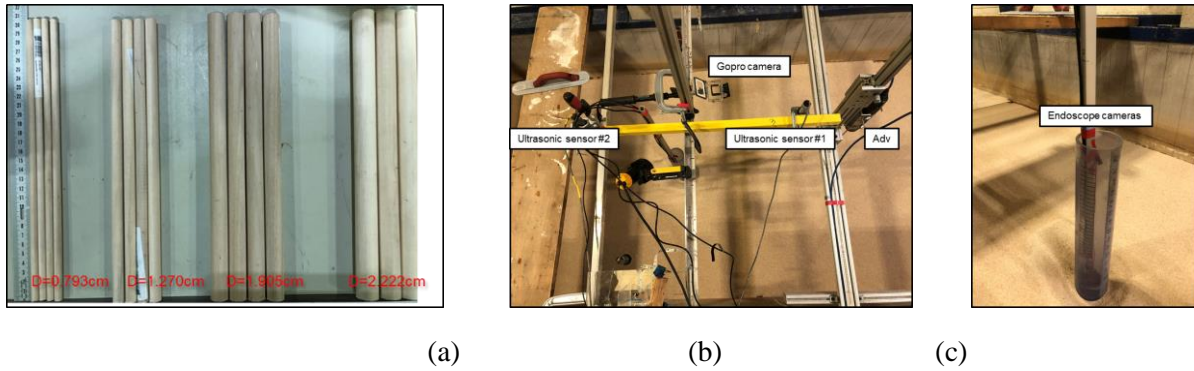 D=0.793cm
D=1.270cm
D=1.905cm
D=2.222cm
Gopro camera
Ultrasonic sensor #2
Ultrasonic sensor #1
Adv
Endoscope cameras
(a)
(b)
(c)